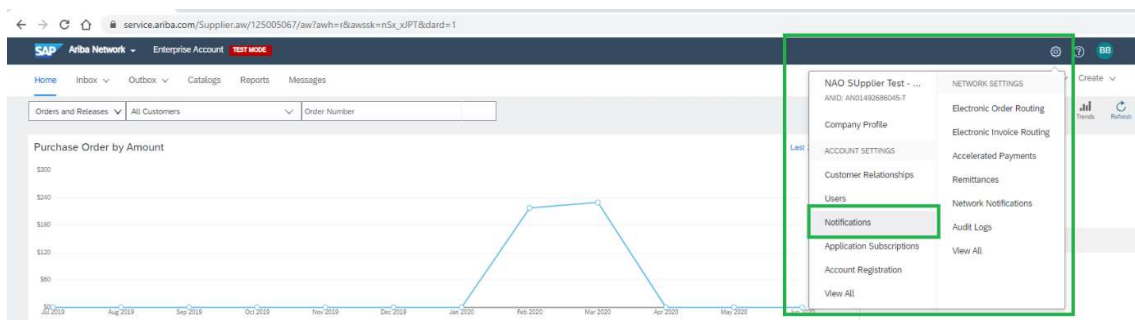 service.ariba.com/Supplier.aw/125005067/aw?awh=r&awssk=nSx_xJPT&dard=1
SAP Ariba Network Enterprise Account TEST MODE BB
Home Inbox Outbox Catalogs Reports Messages Create
Orders and Releases All Customers Order Number Trends Refresh
Purchase Order by Amount Last
$300
$240
$180
$120
$60
$0
Jul 2019 Aug 2019 Sep 2019 Oct 2019 Nov 2019 Dec 2019 Jan 2020 Feb 2020 Mar 2020 Apr 2020 May 2020 Jun 2020
NAO SUpplier Test - ...
ANID: AN01492686045-T
Company Profile
ACCOUNT SETTINGS
Customer Relationships
Users
Notifications
Application Subscriptions
Account Registration
View All
NETWORK SETTINGS
Electronic Order Routing
Electronic Invoice Routing
Accelerated Payments
Remittances
Network Notifications
Audit Logs
View All